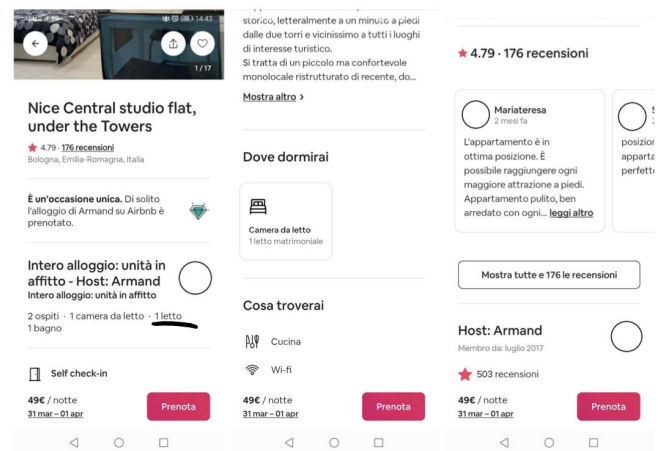 14:43
1/17
Nice Central studio flat,
under the Towers
4.79 · 176 recensioni
Bologna, Emilia-Romagna, Italia
È un'occasione unica. Di solito
l'alloggio di Armand su Airbnb è
prenotato.
Intero alloggio: unità in
affitto - Host: Armand
Intero alloggio: unità in affitto
2 ospiti · 1 camera da letto · 1 letto
1 bagno
Self check-in
49€ / notte
31 mar – 01 apr
Prenota
storico, letteralmente a un minuto a piedi
dalle due torri e vicinissimo a tutti i luoghi
di interesse turistico.
Si tratta di un piccolo ma confortevole
monolocale ristrutturato di recente, do...
Mostra altro >
Dove dormirai
Camera da letto
1 letto matrimoniale
Cosa troverai
Cucina
Wi-fi
49€ / notte
31 mar – 01 apr
Prenota
4.79 · 176 recensioni
Mariateresa
2 mesi fa
L'appartamento è in
ottima posizione. È
possibile raggiungere ogni
maggiore attrazione a piedi.
Appartamento pulito, ben
arredato con ogni... leggi altro
posizior
apparta
perfett
Mostra tutte e 176 le recensioni
Host: Armand
Membro da: luglio 2017
503 recensioni
49€ / notte
31 mar – 01 apr
Prenota